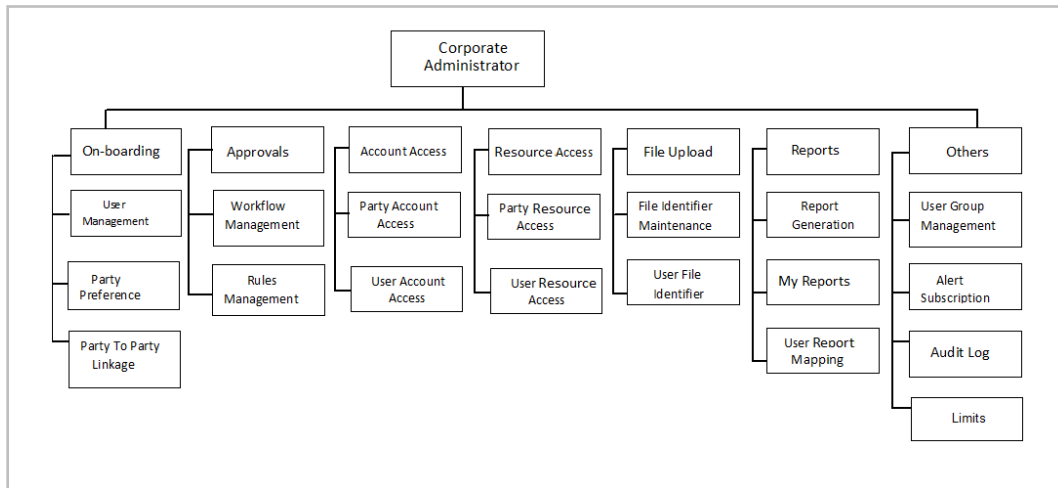 Corporate
Administrator
On-boarding
User
Management
Party
Preference
Party To Party
Linkage
Approvals
Workflow
Management
Rules
Management
Account Access
Party Account
Access
User Account
Access
Resource Access
Party Resource
Access
User Resource
Access
File Upload
File Identifier
Maintenance
User File
Identifier
Reports
Report
Generation
My Reports
User Report
Mapping
Others
User Group
Management
Alert
Subscription
Audit Log
Limits